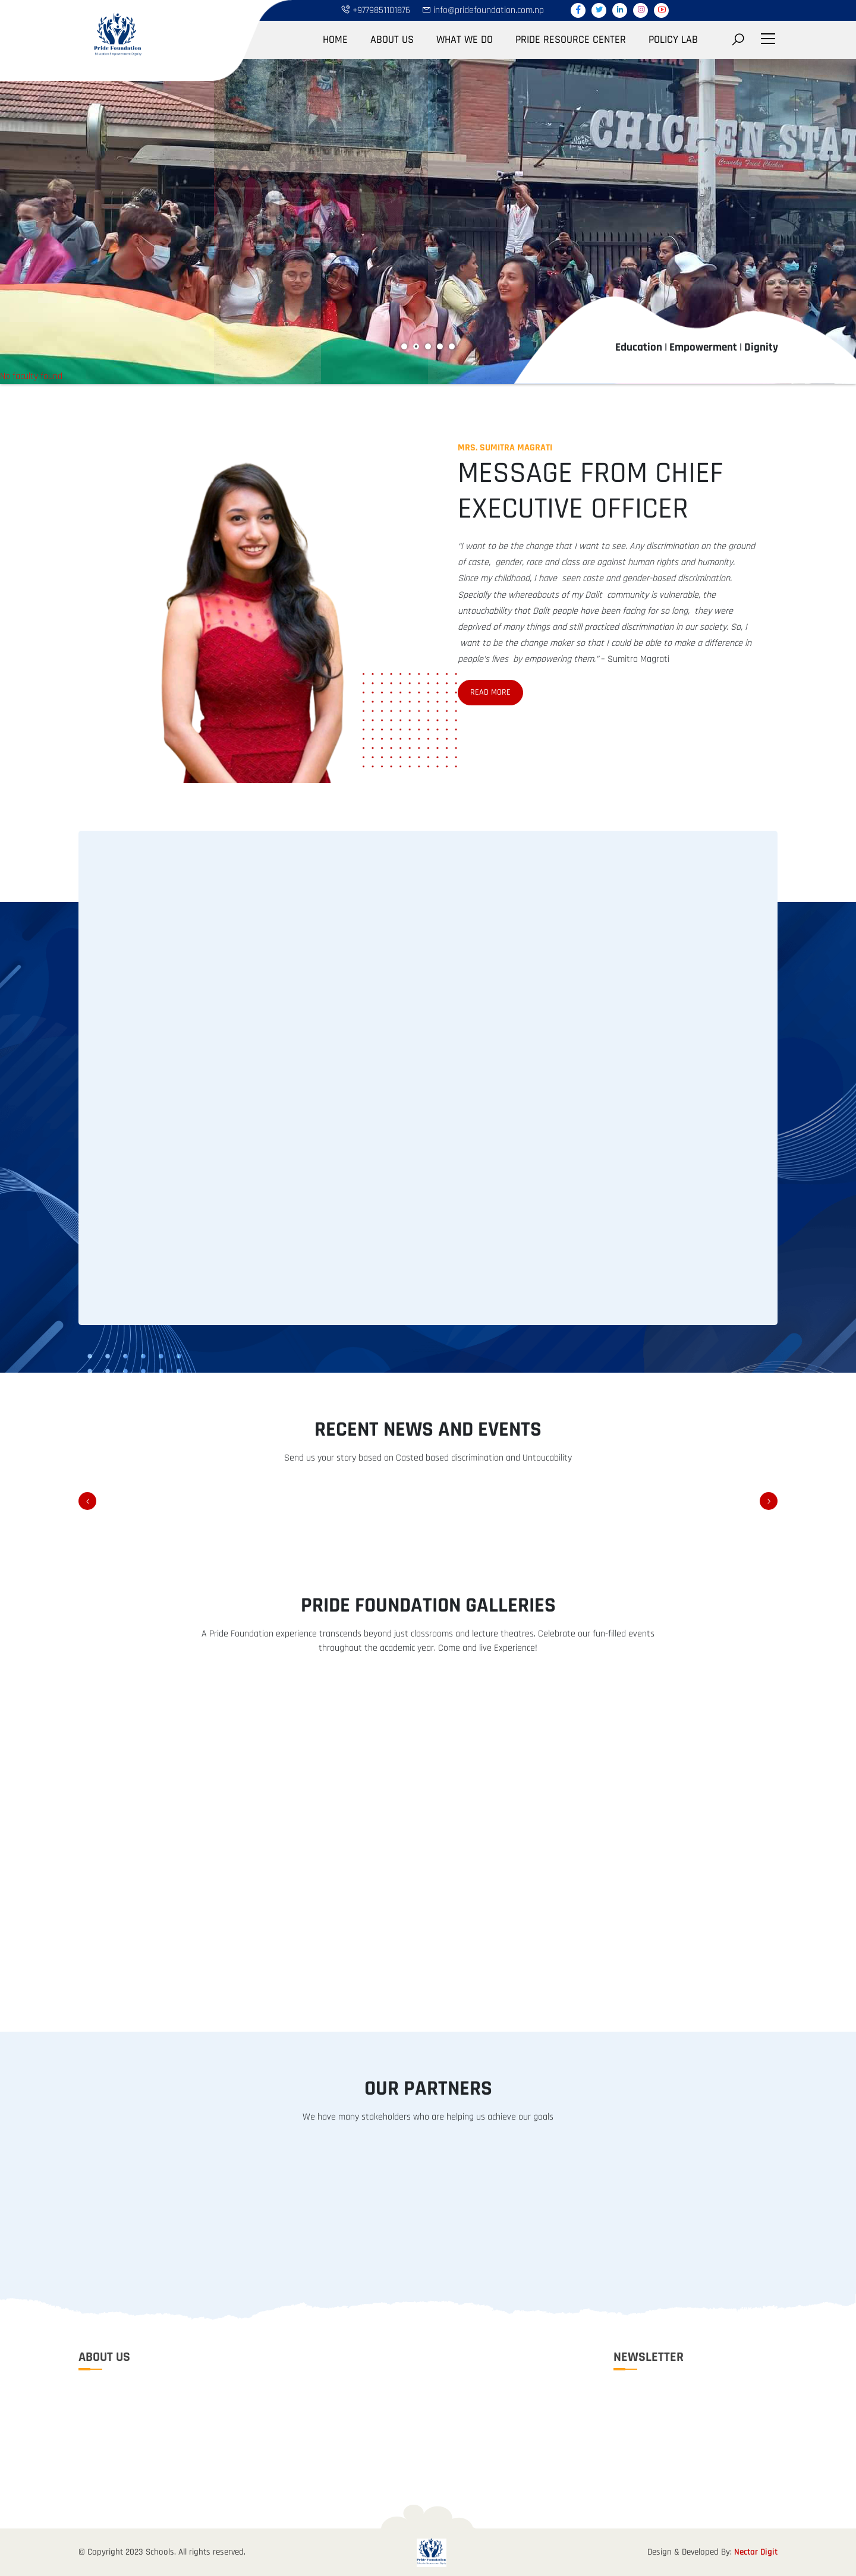 +9779851101876 info@pridefoundation.com.np
Pride Foundation
HOME ABOUT US WHAT WE DO PRIDE RESOURCE CENTER POLICY LAB
HELMETS
CHICKEN STAT
Crunchy Fried Chicken
Education | Empowerment | Dignity
MRS. SUMITRA MAGRATI
MESSAGE FROM CHIEF
EXECUTIVE OFFICER
“I want to be the change that I want to see. Any discrimination on the ground
of caste, gender, race and class are against human rights and humanity.
Since my childhood, I have seen caste and gender-based discrimination.
Specially the whereabouts of my Dalit community is vulnerable, the
untouchability that Dalit people have been facing for so long, they were
deprived of many things and still practiced discrimination in our society. So, I
want to be the change maker so that I could be able to make a difference in
people's lives by empowering them.” – Sumitra Magrati
READ MORE
RECENT NEWS AND EVENTS
Send us your story based on Casted based discrimination and Untoucability
PRIDE FOUNDATION GALLERIES
A Pride Foundation experience transcends beyond just classrooms and lecture theatres. Celebrate our fun-filled events
throughout the academic year. Come and live Experience!
OUR PARTNERS
We have many stakeholders who are helping us achieve our goals
ABOUT US
NEWSLETTER
© Copyright 2023 Schools. All rights reserved.
Pride Foundation
Design & Developed By: Nectar Digit